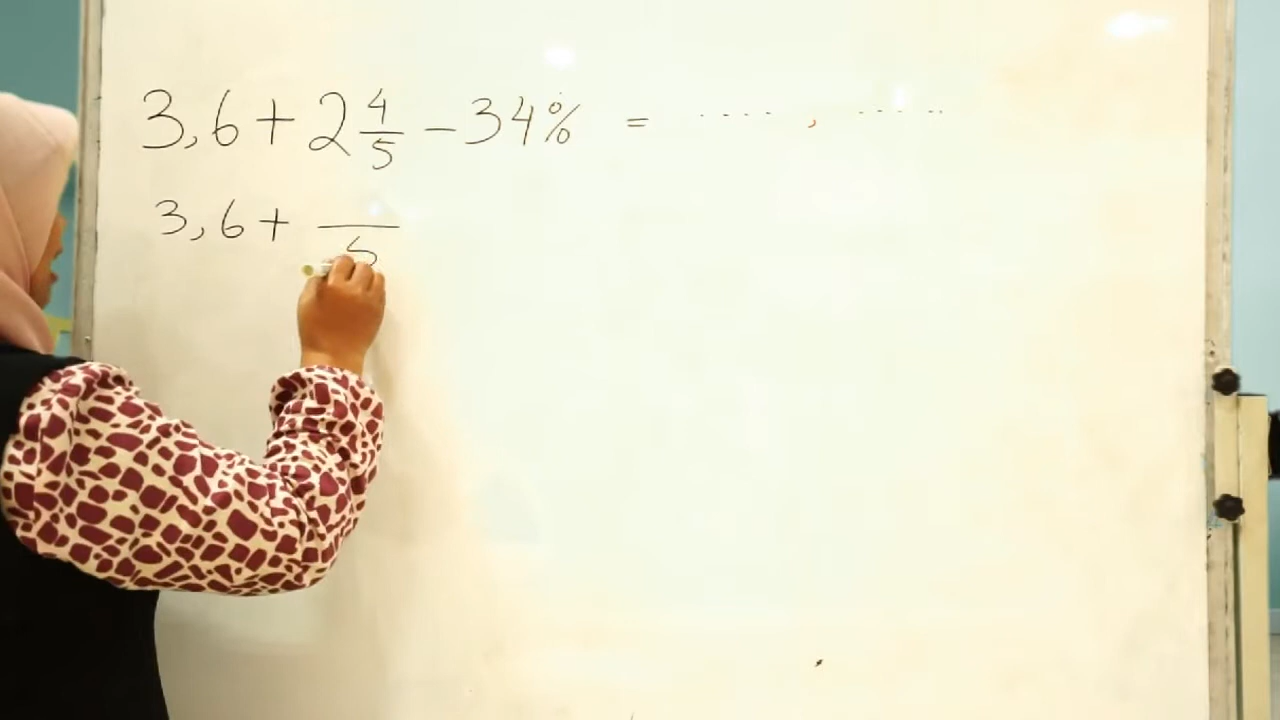 3,6 + 2 4/5 - 34% = .... , .....
3,6 + /5